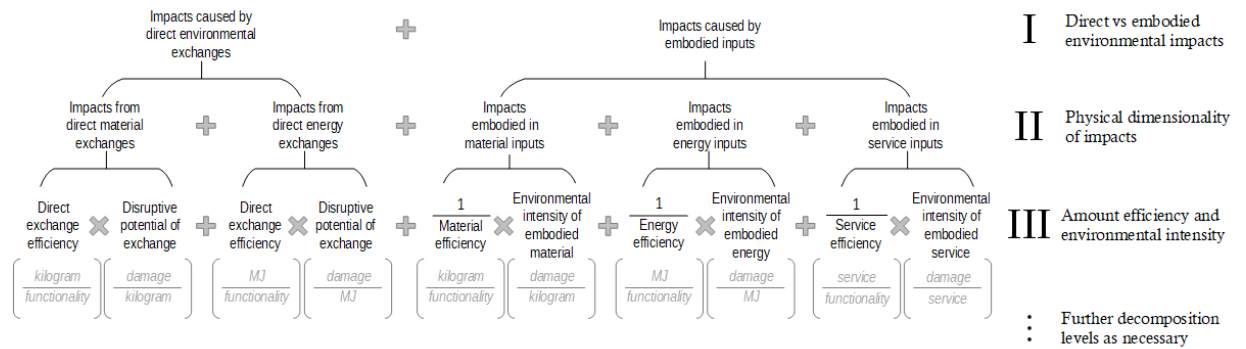 Impacts caused by
direct environmental
exchanges
+
Impacts caused by
embodied inputs
I
Direct vs embodied
environmental impacts
Impacts from
direct material
exchanges
+
Impacts from
direct energy
exchanges
+
Impacts
embodied in
material inputs
+
Impacts
embodied in
energy inputs
+
Impacts
embodied in
service inputs
II
Physical dimensionality
of impacts
Direct
exchange
efficiency
×
Disruptive
potential of
exchange
+
Direct
exchange
efficiency
×
Disruptive
potential of
exchange
+
1
Material
efficiency
×
Environmental
intensity of
embodied
material
+
1
Energy
efficiency
×
Environmental
intensity of
embodied
energy
+
1
Service
efficiency
×
Environmental
intensity of
embodied
service
III
Amount efficiency and
environmental intensity
kilogram
functionality
damage
kilogram
MJ
functionality
damage
MJ
kilogram
functionality
damage
kilogram
MJ
functionality
damage
MJ
service
functionality
damage
service
⋮
Further decomposition
levels as necessary